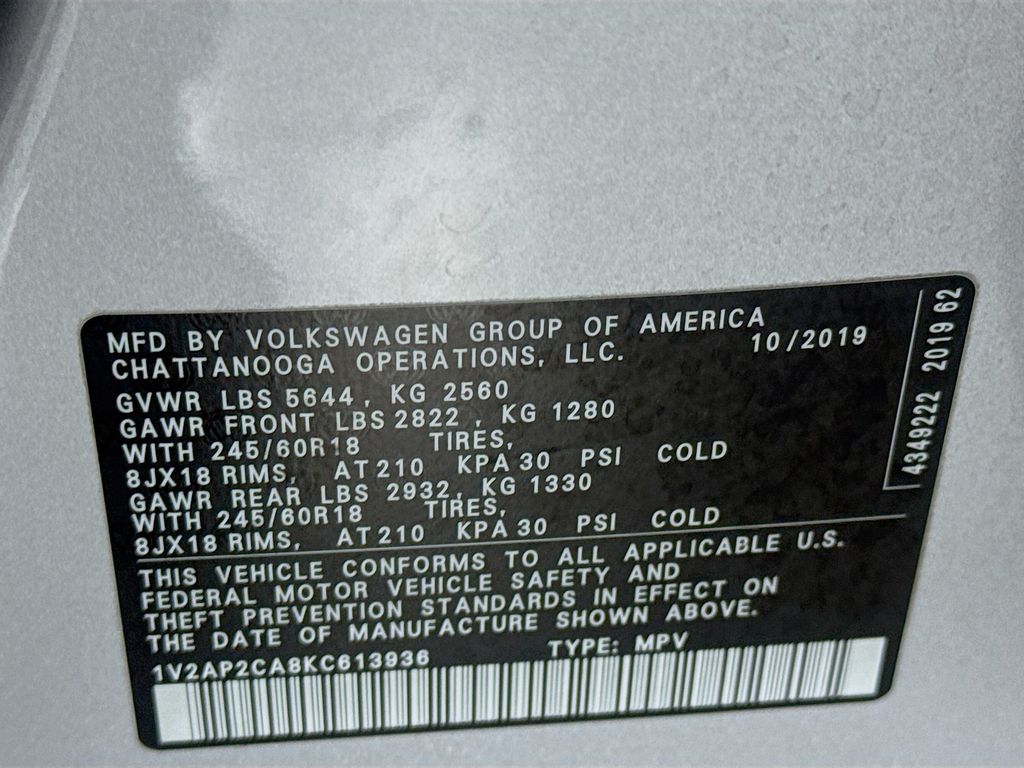 MFD BY VOLKSWAGEN GROUP OF AMERICA
CHATTANOOGA OPERATIONS, LLC. 10/2019
GVWR LBS 5644, KG 2560
GAWR FRONT LBS 2822, KG 1280
WITH 245/60R18 TIRES,
8JX18 RIMS, AT 210 KPA 30 PSI COLD
GAWR REAR LBS 2932, KG 1330
WITH 245/60R18 TIRES,
8JX18 RIMS, AT 210 KPA 30 PSI COLD
THIS VEHICLE CONFORMS TO ALL APPLICABLE U.S.
FEDERAL MOTOR VEHICLE SAFETY AND
THEFT PREVENTION STANDARDS IN EFFECT ON
THE DATE OF MANUFACTURE SHOWN ABOVE.
1V2AP2CA8KC613936 TYPE: MPV
4349222 2019 62